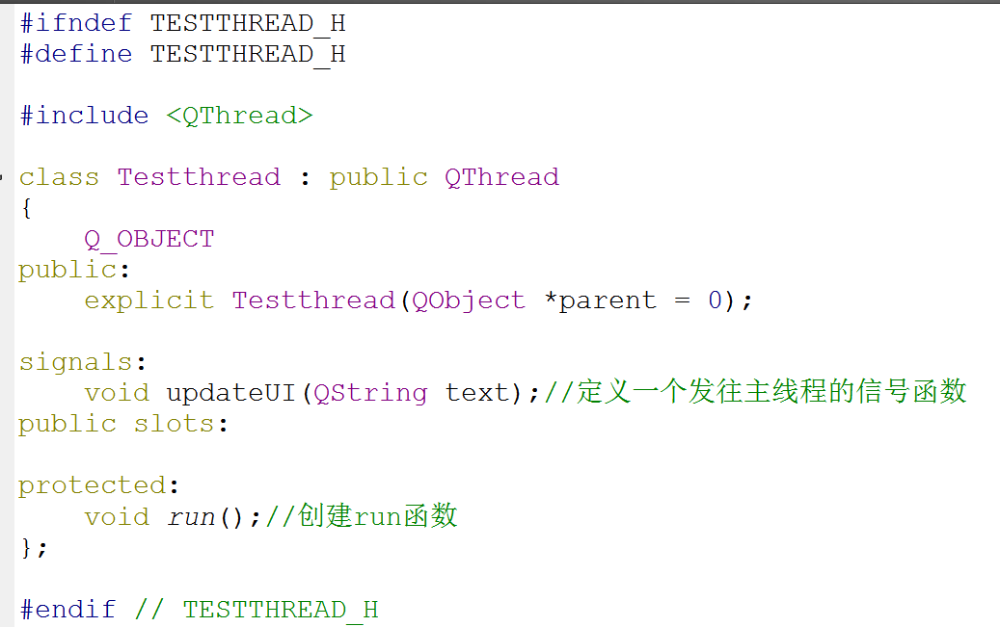 #ifndef TESTTHREAD_H
#define TESTTHREAD_H
#include <QThread>
class Testthread : public QThread
{
Q_OBJECT
public:
explicit Testthread(QObject *parent = 0);
signals:
void updateUI(QString text);//定义一个发往主线程的信号函数
public slots:
protected:
void run();//创建run函数
};
#endif // TESTTHREAD_H